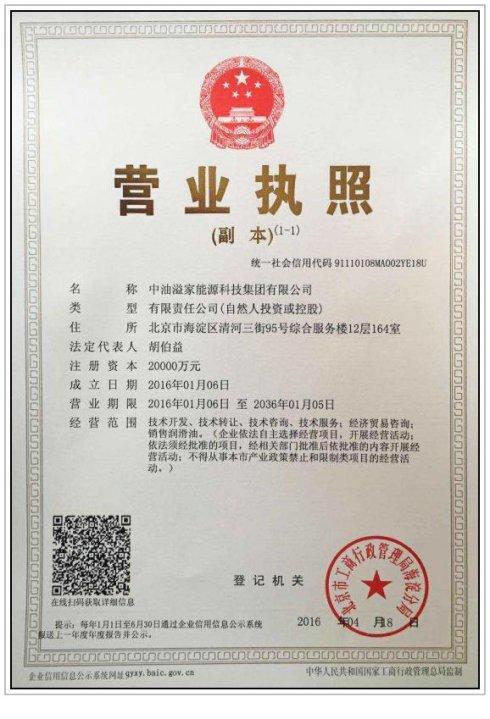 营业执照
(副 本)(1-1)
统一社会信用代码 91110108MA002YE18U
名 称 中油溢家能源科技集团有限公司
类 型 有限责任公司(自然人投资或控股)
住 所 北京市海淀区清河三街95号综合服务楼12层164室
法定代表人 胡伯益
注册资本 20000万元
成立日期 2016年01月06日
营业期限 2016年01月06日 至 2036年01月05日
经营范围 技术开发、技术转让、技术咨询、技术服务；经济贸易咨询；
销售润滑油。（企业依法自主选择经营项目，开展经营活动；
依法须经批准的项目，经相关部门批准后依批准的内容开展经
营活动；不得从事本市产业政策禁止和限制类项目的经营活
动。）
在线扫码获取详细信息
登记机关
北京市工商行政管理局海淀分局
2016 年04 月18 日
提示：每年1月1日至6月30日通过企业信用信息公示系统
报送上一年度年度报告并公示。
企业信用信息公示系统网址gyxy.baic.gov.cn
中华人民共和国国家工商行政管理总局监制